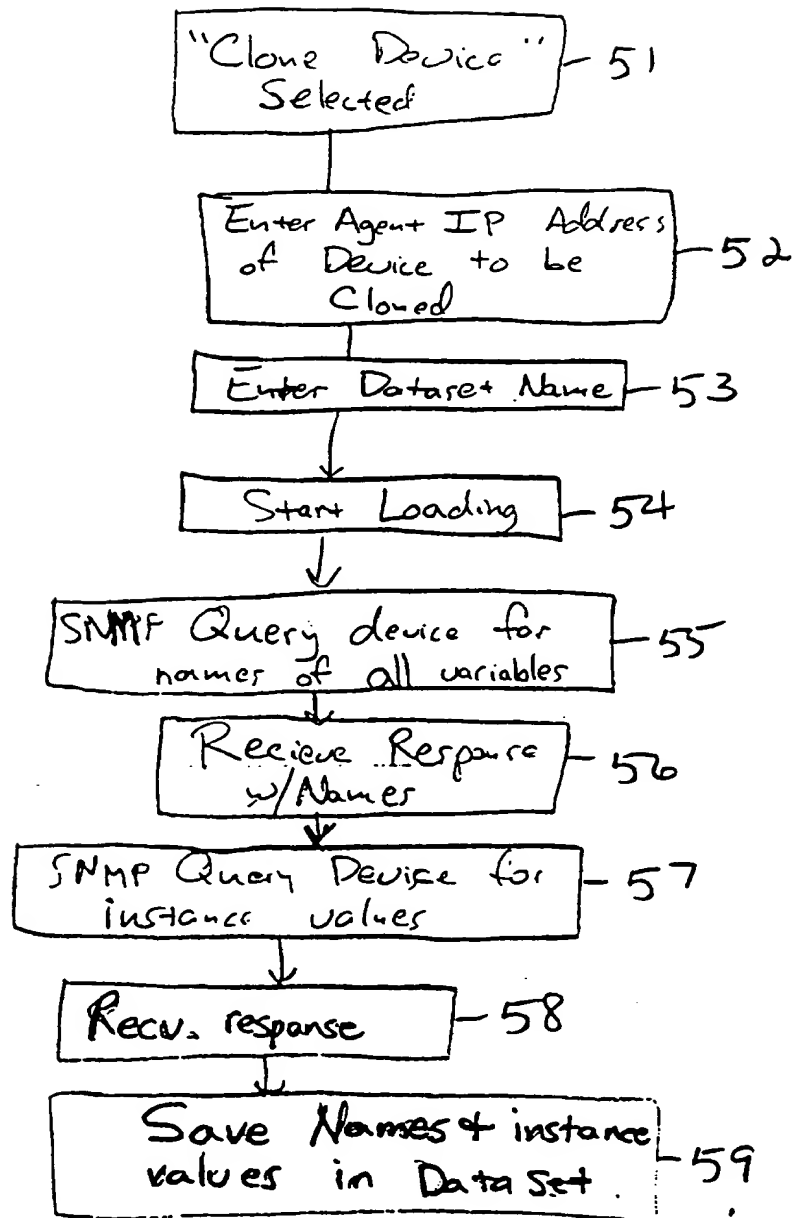 "Clone Device" 51
Selected
Enter Agent IP Address
of Device to be 52
Cloned
Enter Dataset Name 53
Start Loading 54
SNMP Query device for 55
names of all variables
Recieve Response 56
w/Names
SNMP Query Device for 57
instance values
Recv. response 58
Save Names & instance
values in Data Set. 59